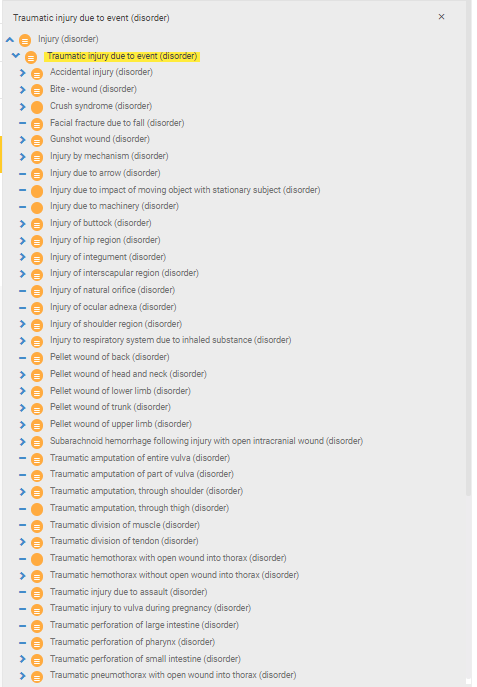 Traumatic injury due to event (disorder)
Injury (disorder)
Traumatic injury due to event (disorder)
Accidental injury (disorder)
Bite - wound (disorder)
Crush syndrome (disorder)
Facial fracture due to fall (disorder)
Gunshot wound (disorder)
Injury by mechanism (disorder)
Injury due to arrow (disorder)
Injury due to impact of moving object with stationary subject (disorder)
Injury due to machinery (disorder)
Injury of buttock (disorder)
Injury of hip region (disorder)
Injury of integument (disorder)
Injury of interscapular region (disorder)
Injury of natural orifice (disorder)
Injury of ocular adnexa (disorder)
Injury of shoulder region (disorder)
Injury to respiratory system due to inhaled substance (disorder)
Pellet wound of back (disorder)
Pellet wound of head and neck (disorder)
Pellet wound of lower limb (disorder)
Pellet wound of trunk (disorder)
Pellet wound of upper limb (disorder)
Subarachnoid hemorrhage following injury with open intracranial wound (disorder)
Traumatic amputation of entire vulva (disorder)
Traumatic amputation of part of vulva (disorder)
Traumatic amputation, through shoulder (disorder)
Traumatic amputation, through thigh (disorder)
Traumatic division of muscle (disorder)
Traumatic division of tendon (disorder)
Traumatic hemothorax with open wound into thorax (disorder)
Traumatic hemothorax without open wound into thorax (disorder)
Traumatic injury due to assault (disorder)
Traumatic injury to vulva during pregnancy (disorder)
Traumatic perforation of large intestine (disorder)
Traumatic perforation of pharynx (disorder)
Traumatic perforation of small intestine (disorder)
Traumatic pneumothorax with open wound into thorax (disorder)